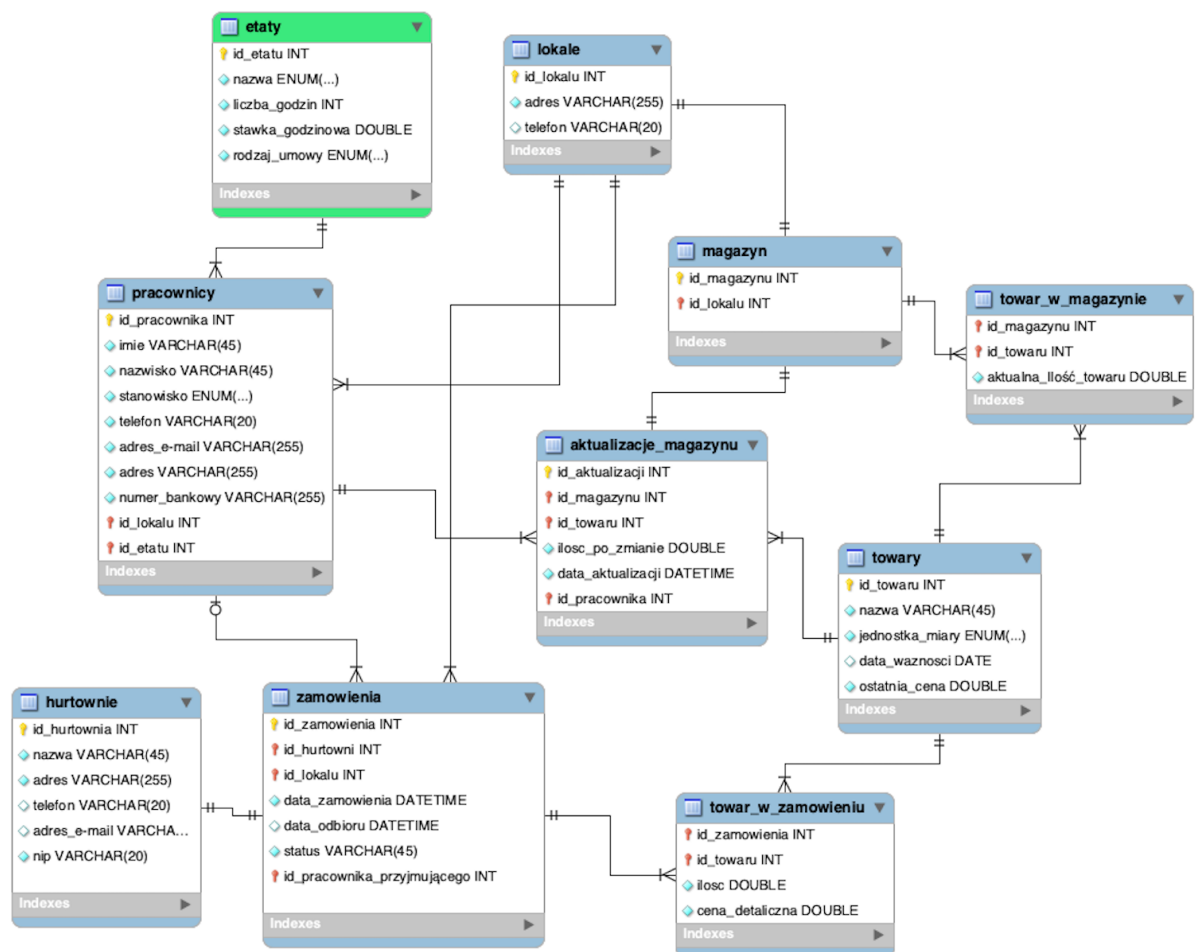 etaty
id_etatu INT
nazwa ENUM(...)
liczba_godzin INT
stawka_godzinowa DOUBLE
rodzaj_umowy ENUM(...)
Indexes
lokale
id_lokalu INT
adres VARCHAR(255)
telefon VARCHAR(20)
Indexes
magazyn
id_magazynu INT
id_lokalu INT
Indexes
towar_w_magazynie
id_magazynu INT
id_towaru INT
aktualna_Ilość_towaru DOUBLE
Indexes
pracownicy
id_pracownika INT
imie VARCHAR(45)
nazwisko VARCHAR(45)
stanowisko ENUM(...)
telefon VARCHAR(20)
adres_e-mail VARCHAR(255)
adres VARCHAR(255)
numer_bankowy VARCHAR(255)
id_lokalu INT
id_etatu INT
Indexes
aktualizacje_magazynu
id_aktualizacji INT
id_magazynu INT
id_towaru INT
ilosc_po_zmianie DOUBLE
data_aktualizacji DATETIME
id_pracownika INT
Indexes
towary
id_towaru INT
nazwa VARCHAR(45)
jednostka_miary ENUM(...)
data_waznosci DATE
ostatnia_cena DOUBLE
Indexes
hurtownie
id_hurtownia INT
nazwa VARCHAR(45)
adres VARCHAR(255)
telefon VARCHAR(20)
adres_e-mail VARCHA...
nip VARCHAR(20)
Indexes
zamowienia
id_zamowienia INT
id_hurtowni INT
id_lokalu INT
data_zamowienia DATETIME
data_odbioru DATETIME
status VARCHAR(45)
id_pracownika_przyjmującego INT
Indexes
towar_w_zamowieniu
id_zamowienia INT
id_towaru INT
ilosc DOUBLE
cena_detaliczna DOUBLE
Indexes